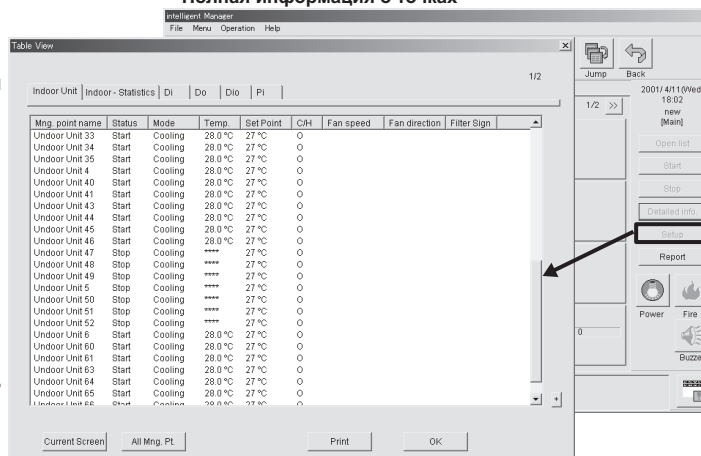 Полная информация о точках
intelligent Manager
File Menu Operation Help
Table View
1/2
Indoor Unit Indoor - Statistics Di Do Dio Pi
Mng. point name Status Mode Temp. Set Point C/H Fan speed Fan direction Filter Sign
Undoor Unit 33 Start Cooling 28.0 °C 27 °C O
Undoor Unit 34 Start Cooling 28.0 °C 27 °C O
Undoor Unit 35 Start Cooling 28.0 °C 27 °C O
Undoor Unit 4 Start Cooling 28.0 °C 27 °C O
Undoor Unit 40 Start Cooling 28.0 °C 27 °C O
Undoor Unit 41 Start Cooling 28.0 °C 27 °C O
Undoor Unit 43 Start Cooling 28.0 °C 27 °C O
Undoor Unit 44 Start Cooling 28.0 °C 27 °C O
Undoor Unit 45 Start Cooling 28.0 °C 27 °C O
Undoor Unit 46 Start Cooling 28.0 °C 27 °C O
Undoor Unit 47 Stop Cooling **** 27 °C O
Undoor Unit 48 Stop Cooling **** 27 °C O
Undoor Unit 49 Stop Cooling **** 27 °C O
Undoor Unit 5 Stop Cooling **** 27 °C O
Undoor Unit 50 Stop Cooling **** 27 °C O
Undoor Unit 51 Stop Cooling **** 27 °C O
Undoor Unit 52 Stop Cooling **** 27 °C O
Undoor Unit 6 Start Cooling 28.0 °C 27 °C O
Undoor Unit 60 Start Cooling 28.0 °C 27 °C O
Undoor Unit 61 Start Cooling 28.0 °C 27 °C O
Undoor Unit 63 Start Cooling 28.0 °C 27 °C O
Undoor Unit 64 Start Cooling 28.0 °C 27 °C O
Undoor Unit 65 Start Cooling 28.0 °C 27 °C O
Undoor Unit 66 Start Cooling 28.0 °C 27 °C O
Current Screen All Mng. Pt. Print OK
Jump Back
1/2 >>
2001/ 4/11 (Wed
18:02
new
[Main]
Open list
Start
Stop
Detailed info.
Setup
Report
Power Fire
0
Buzze